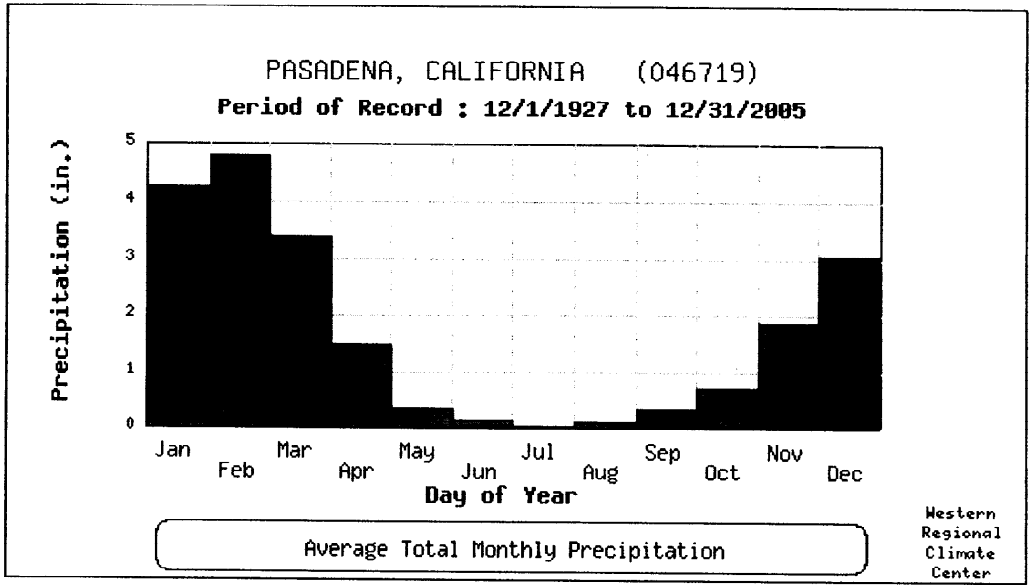 PASADENA, CALIFORNIA (046719)
Period of Record : 12/1/1927 to 12/31/2005
Precipitation (in.)
5
4
3
2
1
0
Jan Feb Mar Apr May Jun Jul Aug Sep Oct Nov Dec
Day of Year
Average Total Monthly Precipitation
Western
Regional
Climate
Center